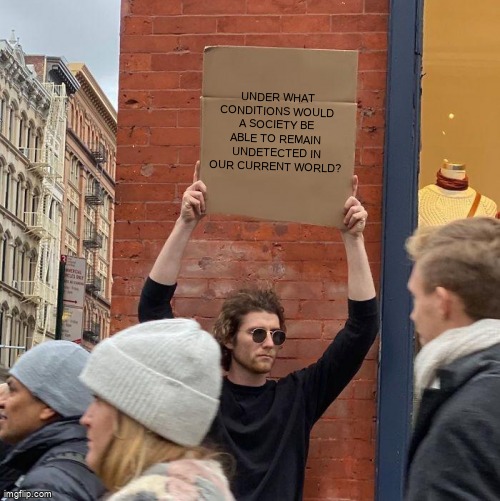 UNDER WHAT
CONDITIONS WOULD
A SOCIETY BE
ABLE TO REMAIN
UNDETECTED IN
OUR CURRENT WORLD?
imgflip.com